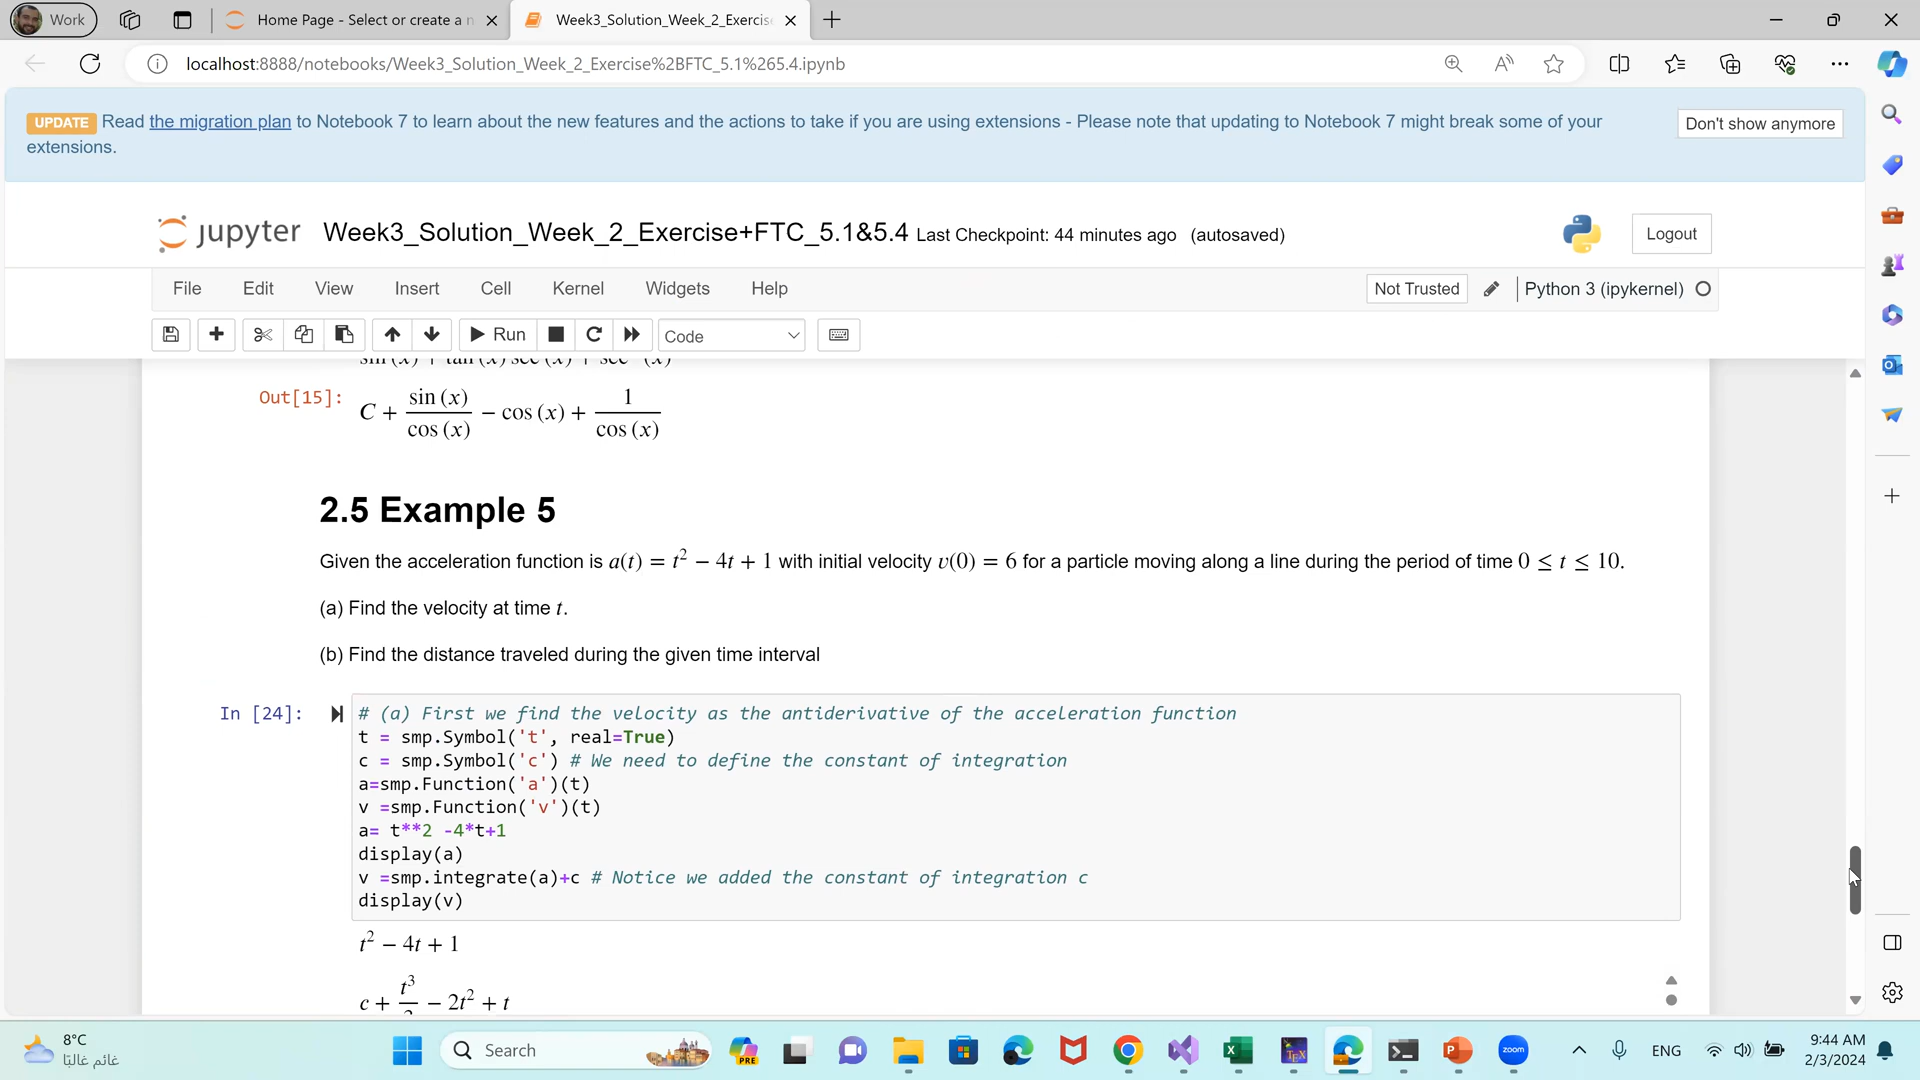 Work
Home Page - Select or create a n
Week3_Solution_Week_2_Exercis
localhost:8888/notebooks/Week3_Solution_Week_2_Exercise%2BFTC_5.1%265.4.ipynb
UPDATE Read the migration plan to Notebook 7 to learn about the new features and the actions to take if you are using extensions - Please note that updating to Notebook 7 might break some of your
extensions.
Don't show anymore
jupyter Week3_Solution_Week_2_Exercise+FTC_5.1&5.4 Last Checkpoint: 44 minutes ago (autosaved)
Logout
File Edit View Insert Cell Kernel Widgets Help
Not Trusted Python 3 (ipykernel)
Run Code
sin (x) + tan (x) sec (x) + sec² (x)
Out[15]: C + sin (x)/cos (x) − cos (x) + 1/cos (x)
2.5 Example 5
Given the acceleration function is a(t) = t² − 4t + 1 with initial velocity v(0) = 6 for a particle moving along a line during the period of time 0 ≤ t ≤ 10.
(a) Find the velocity at time t.
(b) Find the distance traveled during the given time interval
In [24]: # (a) First we find the velocity as the antiderivative of the acceleration function
t = smp.Symbol('t', real=True)
c = smp.Symbol('c') # We need to define the constant of integration
a=smp.Function('a')(t)
v =smp.Function('v')(t)
a= t**2 -4*t+1
display(a)
v =smp.integrate(a)+c # Notice we added the constant of integration c
display(v)
t² − 4t + 1
c + t³/3 − 2t² + t
8°C
غائم غالبًا
Search
PRE
TEX
zoom
ENG
9:44 AM
2/3/2024